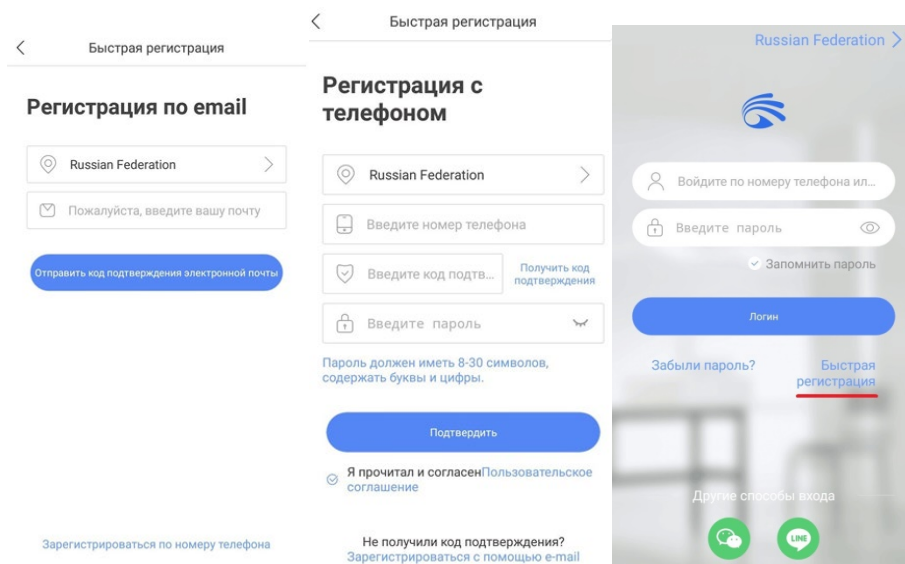 Быстрая регистрация
Регистрация по email
Russian Federation
Пожалуйста, введите вашу почту
Отправить код подтверждения электронной почты
Зарегистрироваться по номеру телефона
Быстрая регистрация
Регистрация с
телефоном
Russian Federation
Введите номер телефона
Введите код подтв...
Получить код
подтверждения
Введите пароль
Пароль должен иметь 8-30 символов,
содержать буквы и цифры.
Подтвердить
Я прочитал и согласенПользовательское
соглашение
Не получили код подтверждения?
Зарегистрироваться с помощью e-mail
Russian Federation
Войдите по номеру телефона ил...
Введите пароль
Запомнить пароль
Логин
Забыли пароль?
Быстрая
регистрация
Другие способы входа
LINE